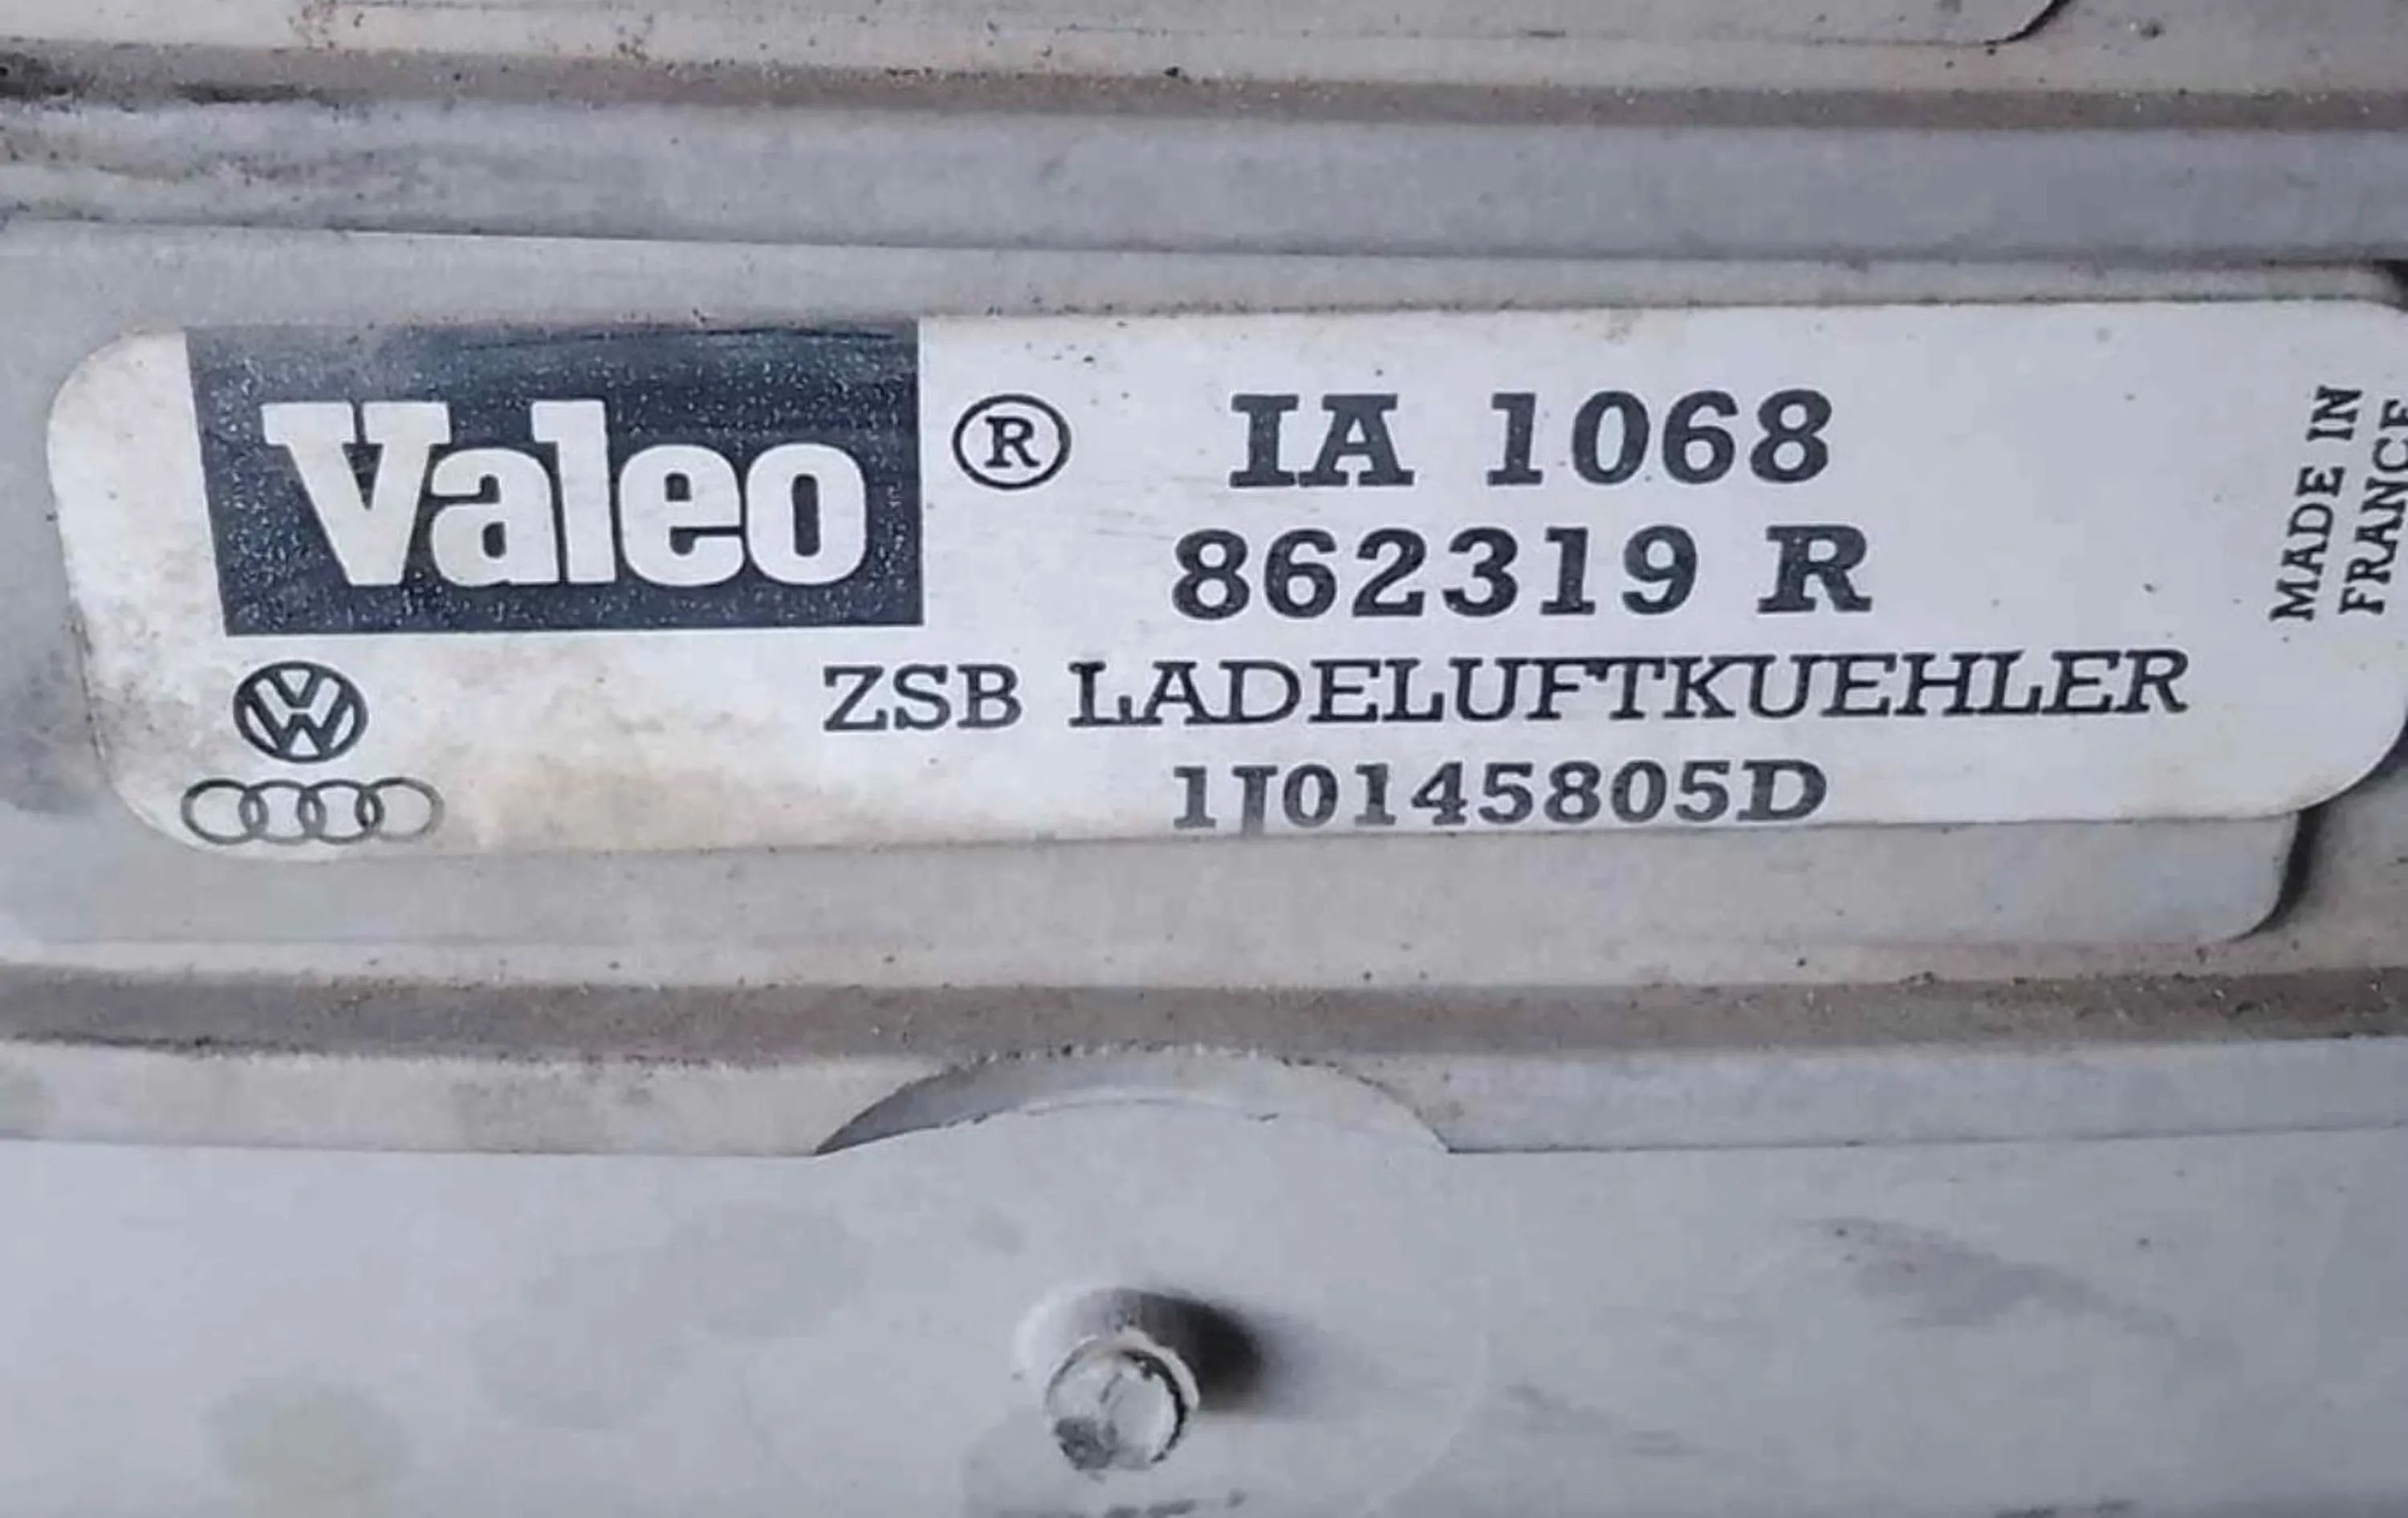 Valeo ® IA 1068
862319 R
ZSB LADELUFTKUEHLER
1J0145805D
MADE IN
FRANCE